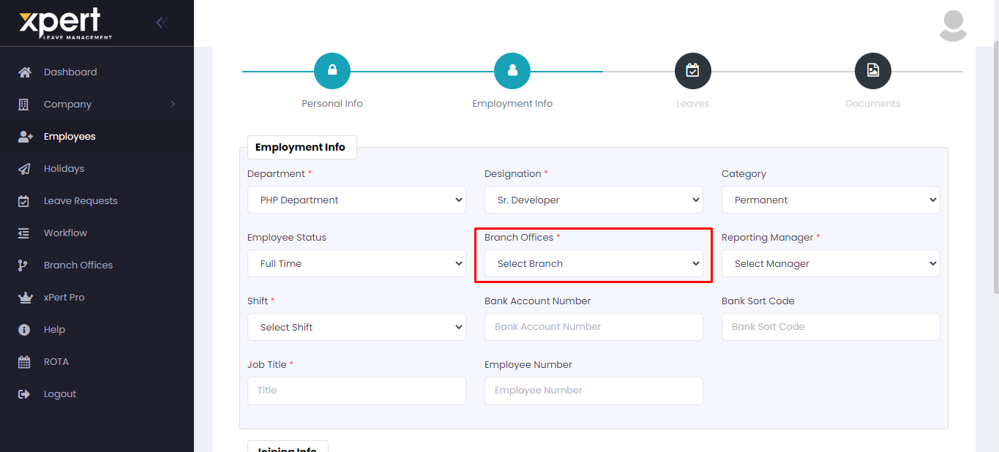 xpert
LEAVE MANAGEMENT
Dashboard
Company
Employees
Holidays
Leave Requests
Workflow
Branch Offices
xPert Pro
Help
ROTA
Logout
Personal Info Employment Info Leaves Documents
Employment Info
Department * Designation * Category
PHP Department Sr. Developer Permanent
Employee Status Branch Offices * Reporting Manager *
Full Time Select Branch Select Manager
Shift * Bank Account Number Bank Sort Code
Select Shift Bank Account Number Bank Sort Code
Job Title * Employee Number
Title Employee Number
Joining Info